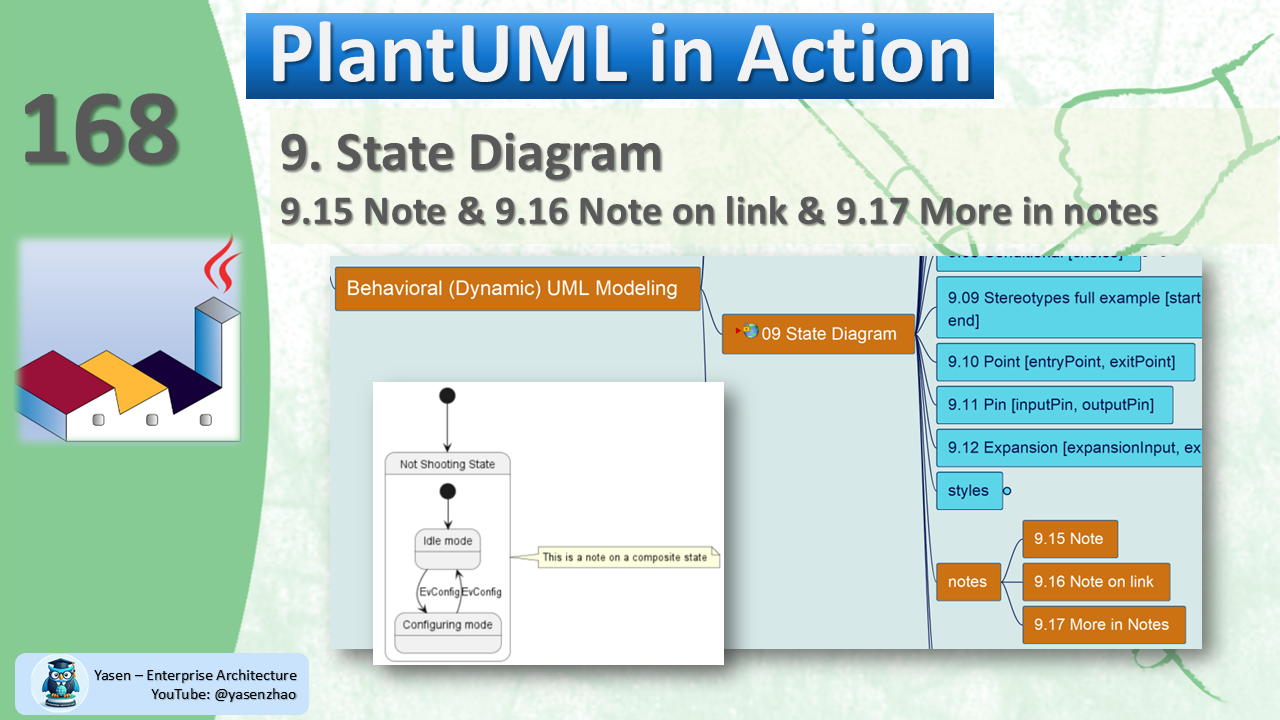 PlantUML in Action
168
9. State Diagram
9.15 Note & 9.16 Note on link & 9.17 More in notes
Behavioral (Dynamic) UML Modeling
09 State Diagram
9.09 Stereotypes full example [start
end]
9.10 Point [entryPoint, exitPoint]
9.11 Pin [inputPin, outputPin]
9.12 Expansion [expansionInput, ex
styles
notes
9.15 Note
9.16 Note on link
9.17 More in Notes
Not Shooting State
Idle mode
EvConfig
EvConfig
Configuring mode
This is a note on a composite state
Yasen – Enterprise Architecture
YouTube: @yasenzhao